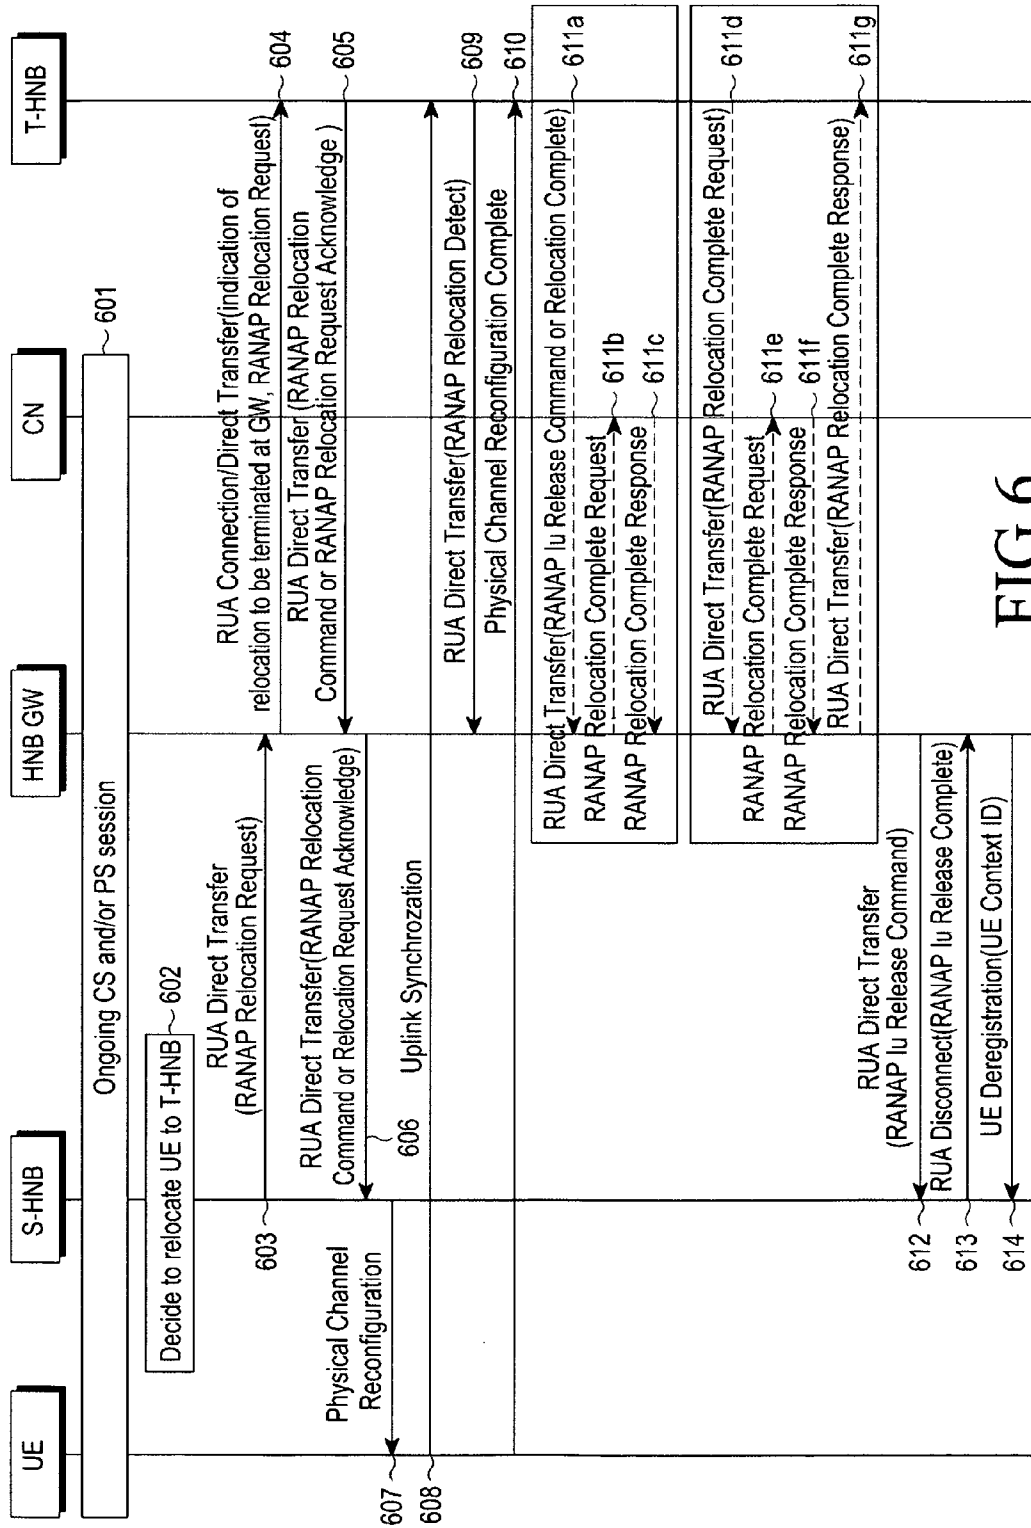 UE
S-HNB
HNB GW
CN
T-HNB
Ongoing CS and/or PS session
601
Decide to relocate UE to T-HNB
602
RUA Direct Transfer
(RANAP Relocation Request)
603
RUA Connection/Direct Transfer(indication of
relocation to be terminated at GW, RANAP Relocation Request)
604
RUA Direct Transfer (RANAP Relocation
Command or RANAP Relocation Request Acknowledge )
605
RUA Direct Transfer(RANAP Relocation
Command or Relocation Request Acknowledge)
606
Physical Channel
Reconfiguration
607
Uplink Synchrozation
608
RUA Direct Transfer(RANAP Relocation Detect)
609
Physical Channel Reconfiguration Complete
610
RUA Direct Transfer(RANAP Iu Release Command or Relocation Complete)
611a
RANAP Relocation Complete Request
611b
RANAP Relocation Complete Response
611c
RUA Direct Transfer(RANAP Relocation Complete Request)
611d
RANAP Relocation Complete Request
611e
RANAP Relocation Complete Response
611f
RUA Direct Transfer(RANAP Relocation Complete Response)
611g
RUA Direct Transfer
(RANAP Iu Release Command)
612
RUA Disconnect(RANAP Iu Release Complete)
613
UE Deregistration(UE Context ID)
614
FIG.6